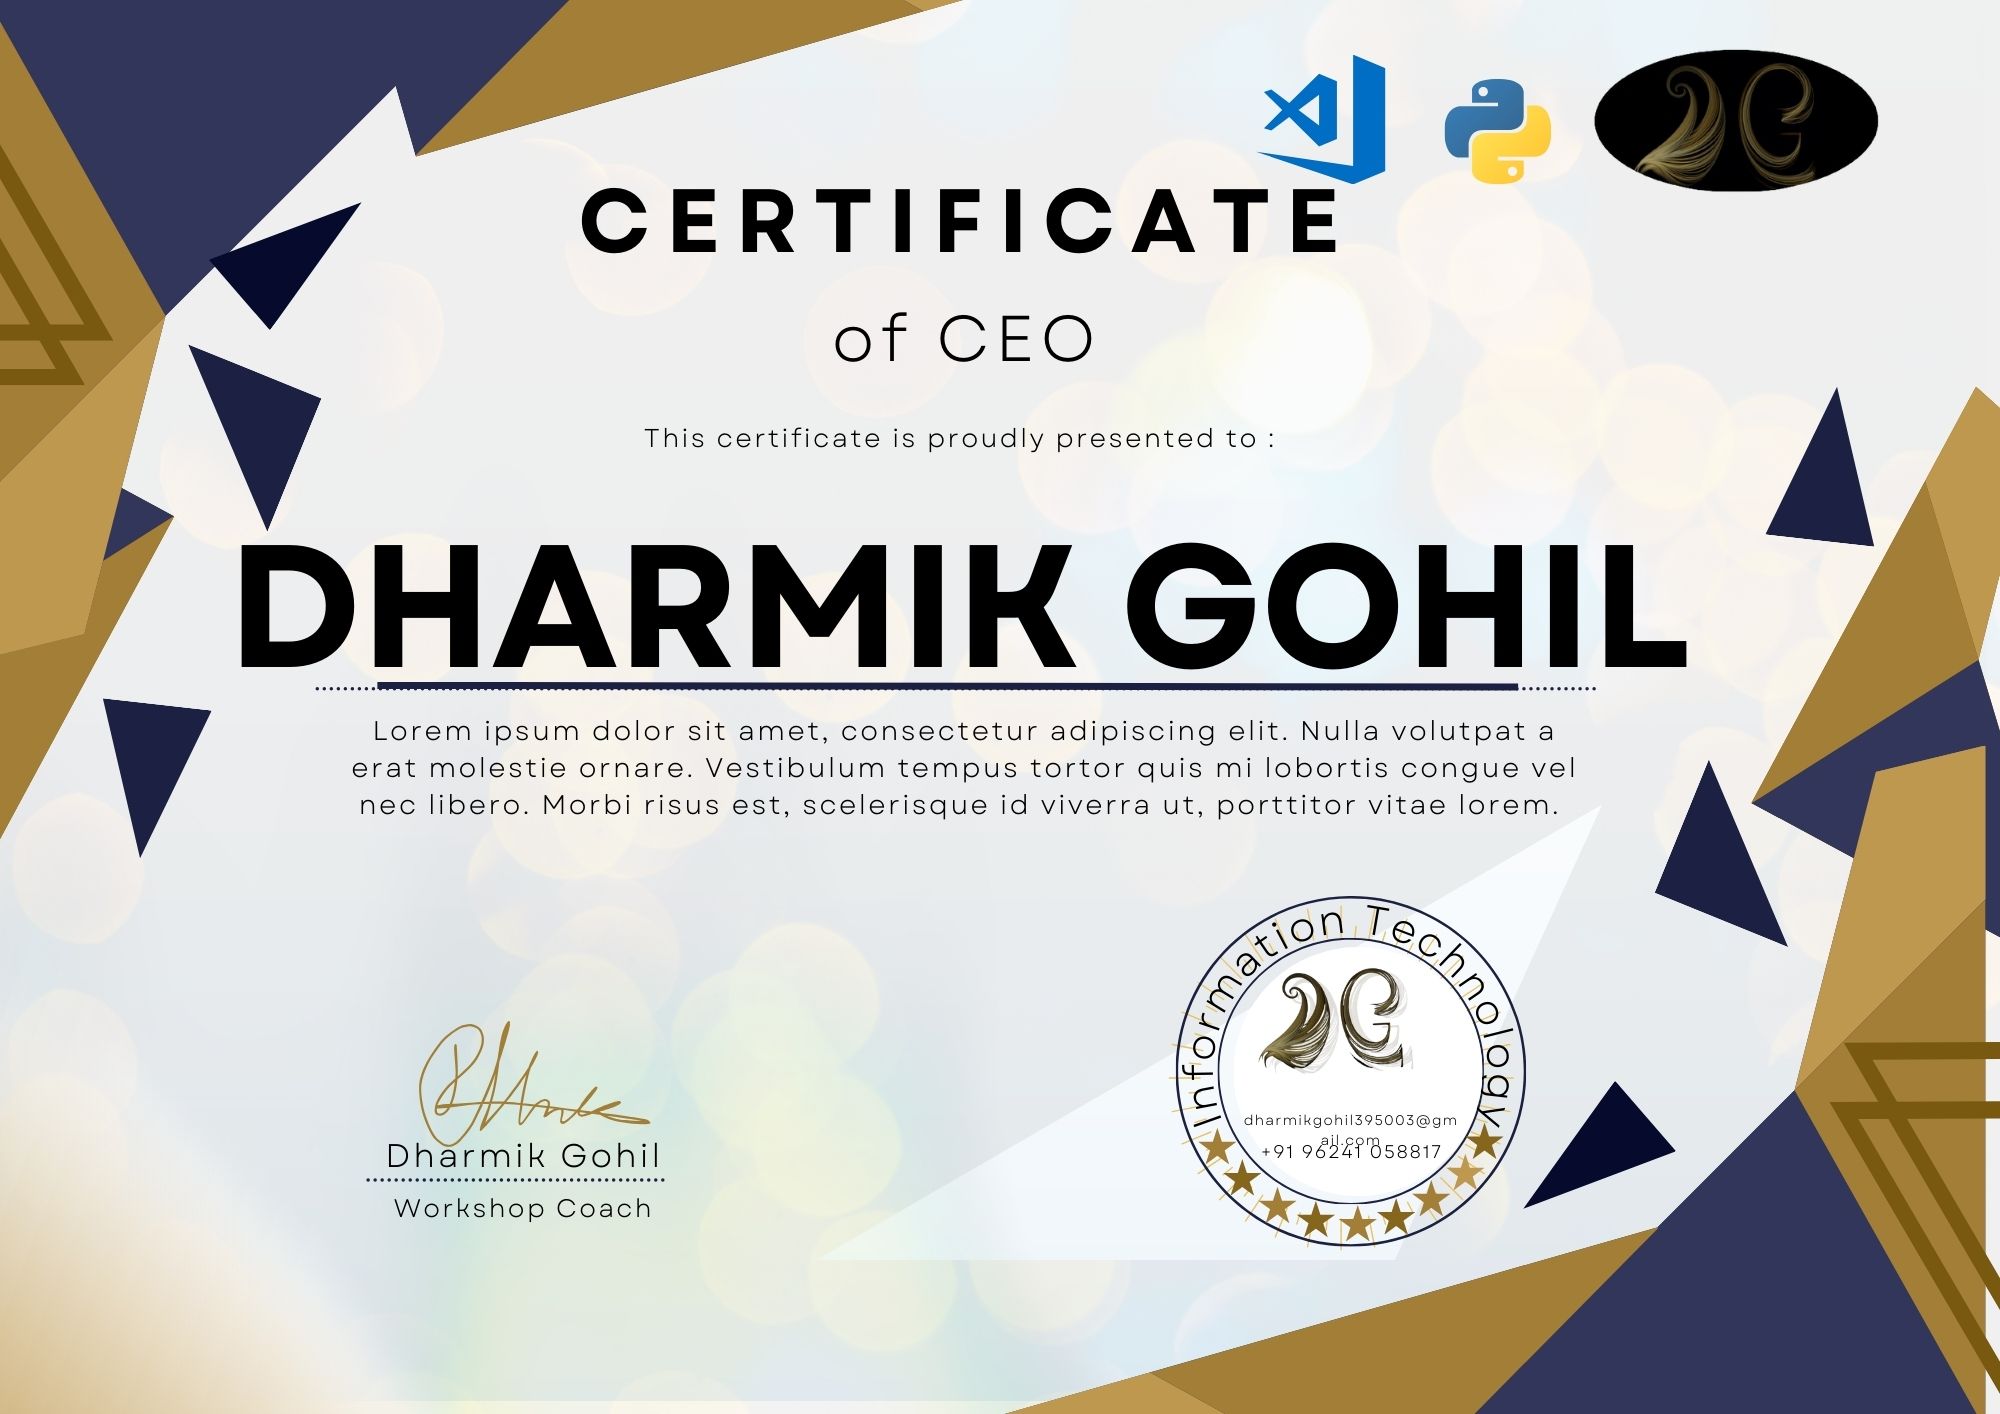 CERTIFICATE
of CEO
This certificate is proudly presented to :
DHARMIK GOHIL
Lorem ipsum dolor sit amet, consectetur adipiscing elit. Nulla volutpat a
erat molestie ornare. Vestibulum tempus tortor quis mi lobortis congue vel
nec libero. Morbi risus est, scelerisque id viverra ut, porttitor vitae lorem.
Dharmik Gohil
Workshop Coach
Information Technology
dharmikgohil395003@gm
ail.com
+91 96241 058817